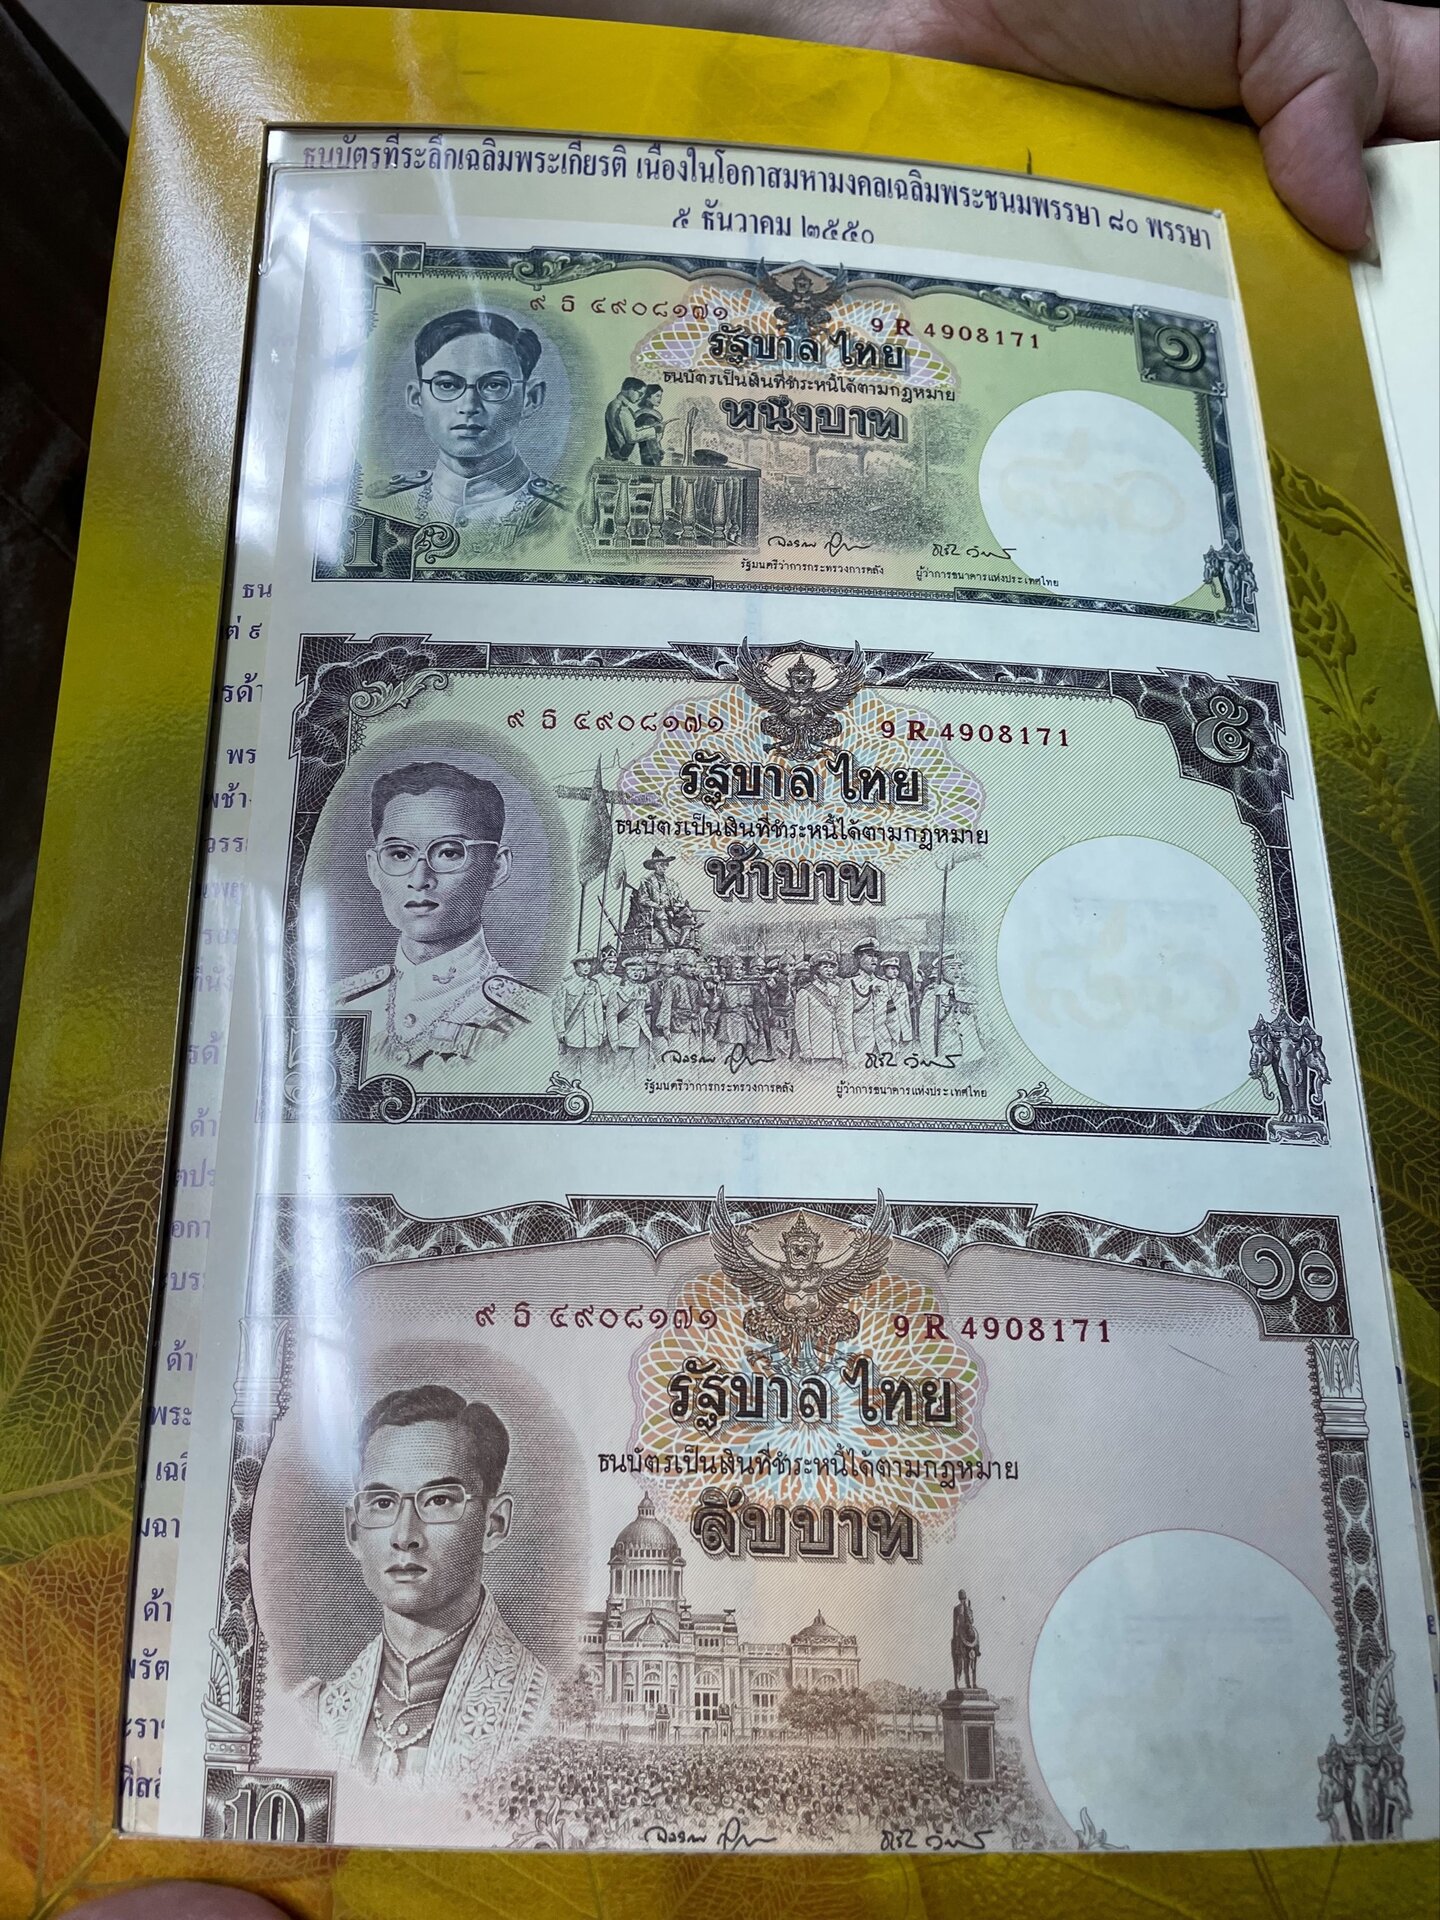 ธนบัตรที่ระลึกเฉลิมพระเกียรติ เนื่องในโอกาสมหามงคลเฉลิมพระชนมพรรษา ๘๐ พรรษา
๕ ธันวาคม ๒๕๕๐
๙ ธ ๔๙๐๘๑๗๑
9 R 4908171
๑
รัฐบาล ไทย
ธนบัตรเป็นเงินที่ชำระหนี้ได้ตามกฎหมาย
หนึ่งบาท
1
รัฐมนตรีว่าการกระทรวงการคลัง
ผู้ว่าการธนาคารแห่งประเทศไทย
๙ ธ ๔๙๐๘๑๗๑
9 R 4908171
๕
รัฐบาล ไทย
ธนบัตรเป็นเงินที่ชำระหนี้ได้ตามกฎหมาย
ห้าบาท
5
รัฐมนตรีว่าการกระทรวงการคลัง
ผู้ว่าการธนาคารแห่งประเทศไทย
๙ ธ ๔๙๐๘๑๗๑
9 R 4908171
๑๐
รัฐบาล ไทย
ธนบัตรเป็นเงินที่ชำระหนี้ได้ตามกฎหมาย
สิบบาท
10